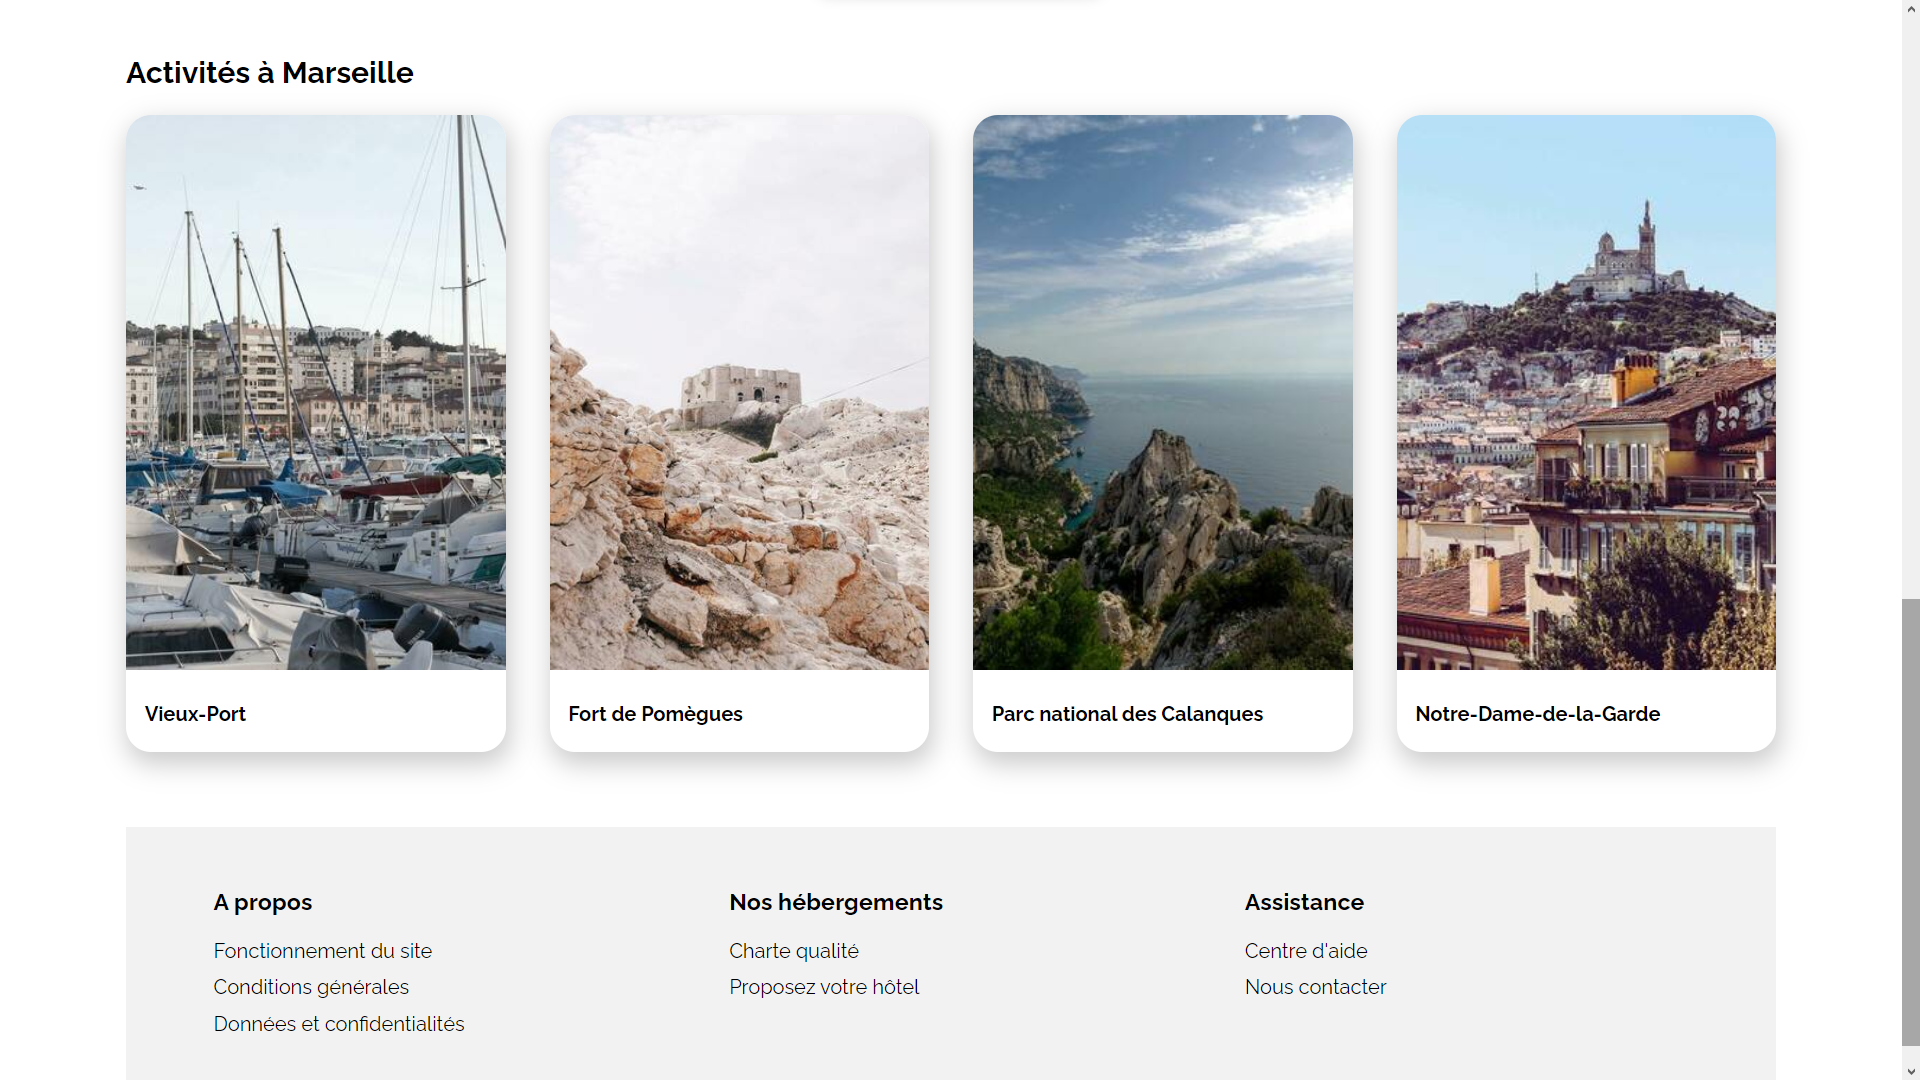 Activités à Marseille
Vieux-Port
Fort de Pomègues
Parc national des Calanques
Notre-Dame-de-la-Garde
A propos
Fonctionnement du site
Conditions générales
Données et confidentialités
Nos hébergements
Charte qualité
Proposez votre hôtel
Assistance
Centre d'aide
Nous contacter